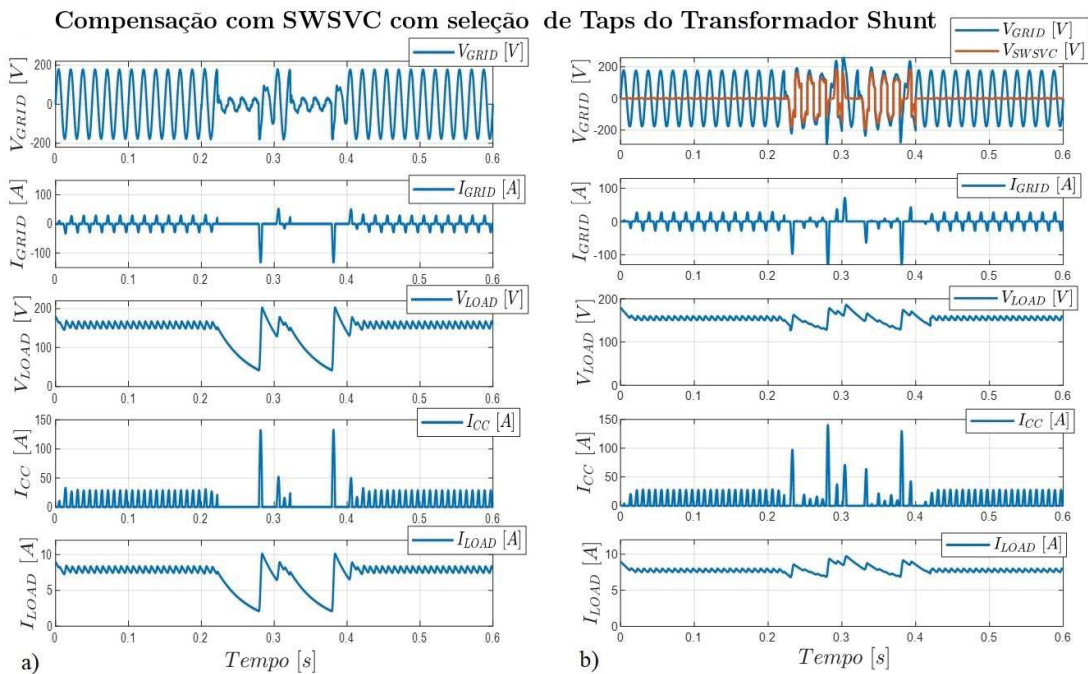 Compensação com SWSVC com seleção de Taps do Transformador Shunt
V_GRID [V]
V_GRID [V]
200
0
-200
0 0.1 0.2 0.3 0.4 0.5 0.6
I_GRID [A]
I_GRID [A]
100
0
-100
0 0.1 0.2 0.3 0.4 0.5 0.6
V_LOAD [V]
V_LOAD [V]
200
100
0
0 0.1 0.2 0.3 0.4 0.5 0.6
I_CC [A]
I_CC [A]
150
100
50
0
0 0.1 0.2 0.3 0.4 0.5 0.6
I_LOAD [A]
I_LOAD [A]
10
5
0
0 0.1 0.2 0.3 0.4 0.5 0.6
a)
Tempo [s]
V_GRID [V]
V_SWSVC [V]
V_GRID [V]
200
0
-200
0 0.1 0.2 0.3 0.4 0.5 0.6
I_GRID [A]
I_GRID [A]
100
0
-100
0 0.1 0.2 0.3 0.4 0.5 0.6
V_LOAD [V]
V_LOAD [V]
200
100
0
0 0.1 0.2 0.3 0.4 0.5 0.6
I_CC [A]
I_CC [A]
150
100
50
0
0 0.1 0.2 0.3 0.4 0.5 0.6
I_LOAD [A]
I_LOAD [A]
10
5
0
0 0.1 0.2 0.3 0.4 0.5 0.6
b)
Tempo [s]